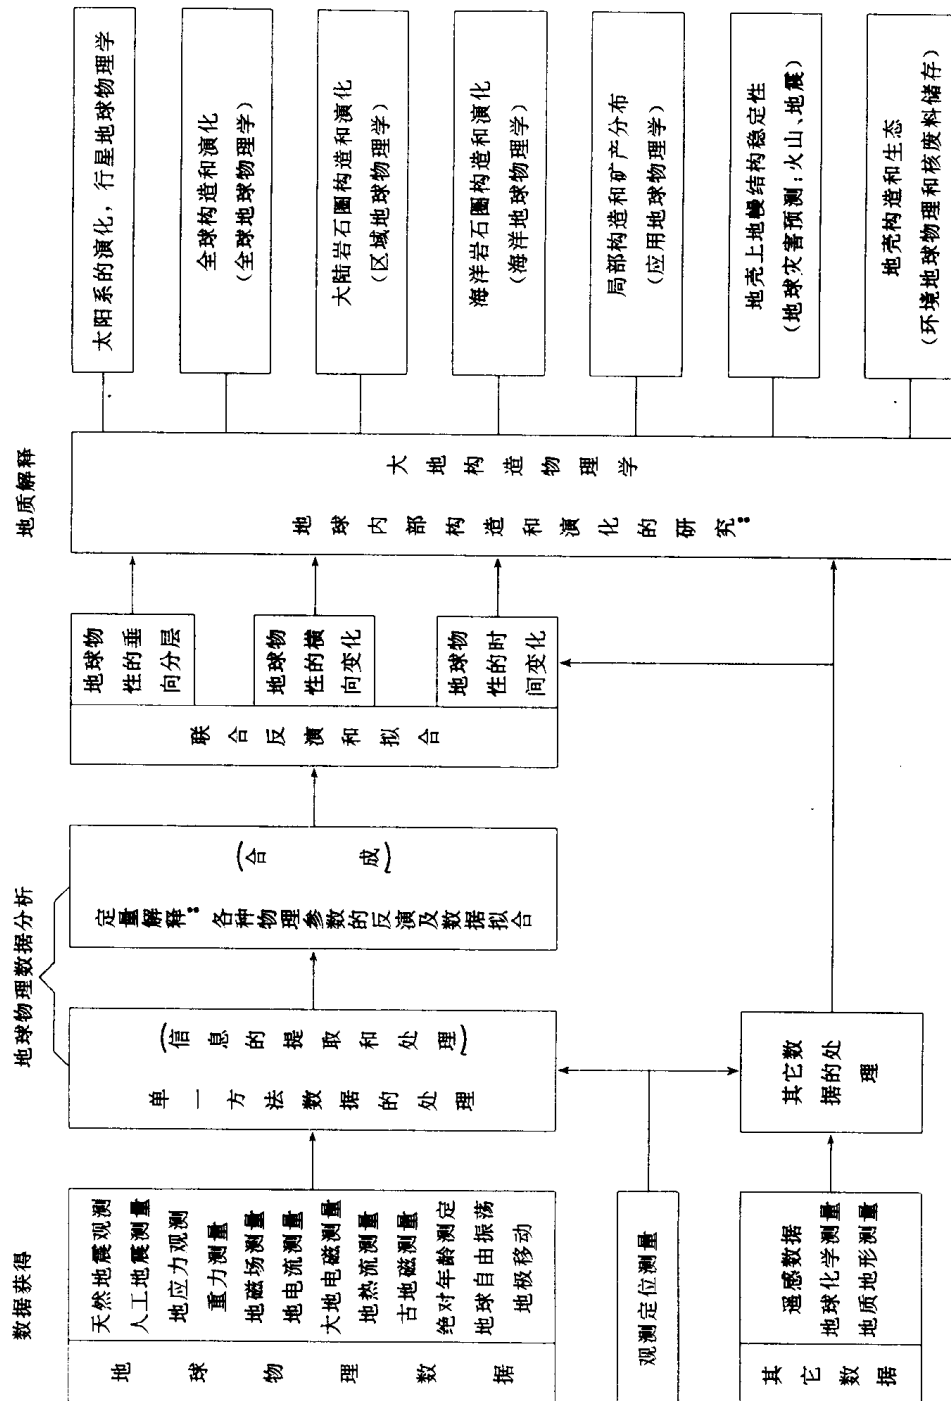 数据获得
地球物理数据分析
地质解释
地球物理数据
天然地震观测
人工地震测量
地应力观测
重力测量
地磁场测量
地电流测量
大地电磁测量
地热流测量
古地磁测量
绝对年龄测定
地球自由振荡
地极移动
观测定位测量
其它数据
遥感数据
地球化学测量
地质地形测量
(信息的提取和处理)
单一方法数据的处理
其它数
据的处
理
(合成)
定量解释:各种物理参数的反演及数据拟合
联合反演和拟合
地球物
性的垂
向分层
地球物
性的横
向变化
地球物
性的时
间变化
大地构造物理学
地球内部构造和演化的研究:
太阳系的演化，行星地球物理学
全球构造和演化
(全球地球物理学)
大陆岩石圈构造和演化
(区域地球物理学)
海洋岩石圈构造和演化
(海洋地球物理学)
局部构造和矿产分布
(应用地球物理学)
地壳上地幔结构稳定性
(地球灾害预测:火山、地震)
地壳构造和生态
(环境地球物理和核废料储存)